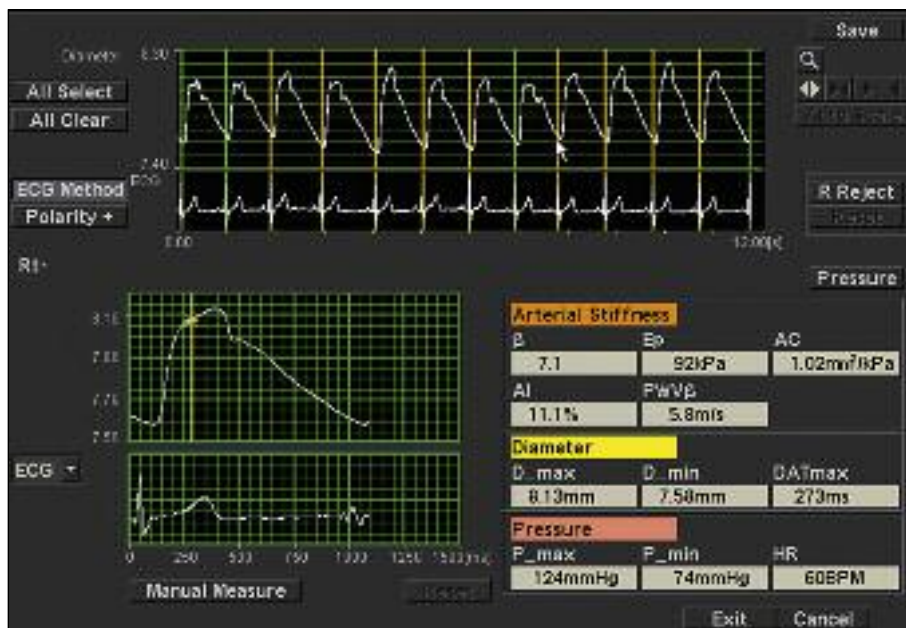 Save
Diameter 8.30
All Select
All Clear
7.40
ECG
ECG Method
Polarity +
R Reject
Reset
0.00 12.00[s]
Pressure
Arterial Stiffness
β Ep AC
7.1 92kPa 1.02mm²/kPa
AI PWVβ
11.1% 5.8m/s
Diameter
D_max D_min DATmax
8.13mm 7.58mm 273ms
Pressure
P_max P_min HR
124mmHg 74mmHg 60BPM
ECG
0 250 500 750 1000 1250 1500[ms]
Manual Measure
Exit Cancel